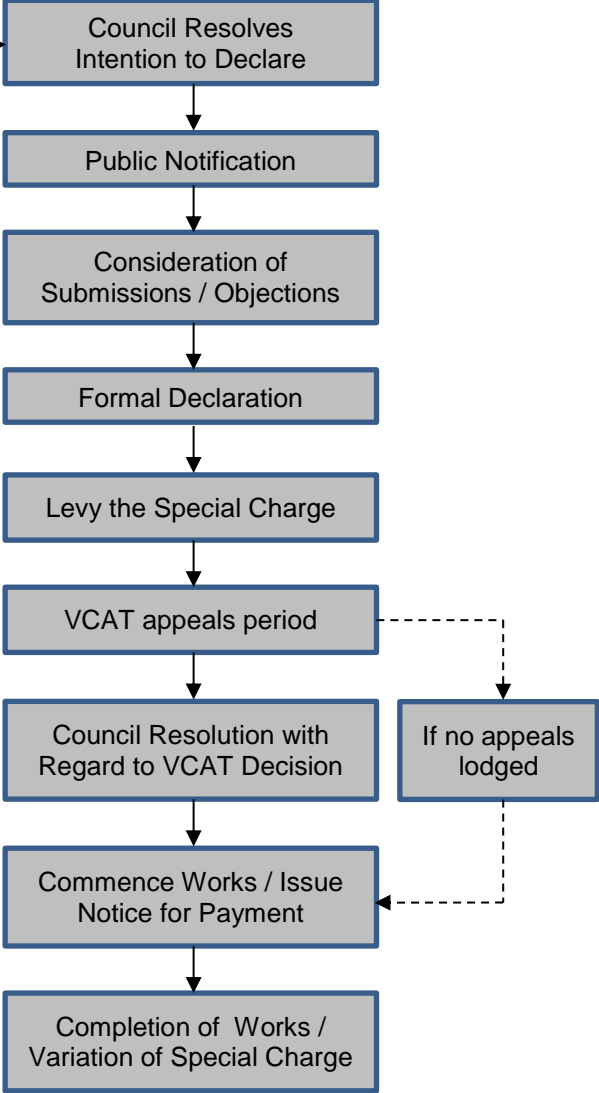 Council Resolves
Intention to Declare
Public Notification
Consideration of
Submissions / Objections
Formal Declaration
Levy the Special Charge
VCAT appeals period
Council Resolution with
Regard to VCAT Decision
If no appeals
lodged
Commence Works / Issue
Notice for Payment
Completion of Works /
Variation of Special Charge